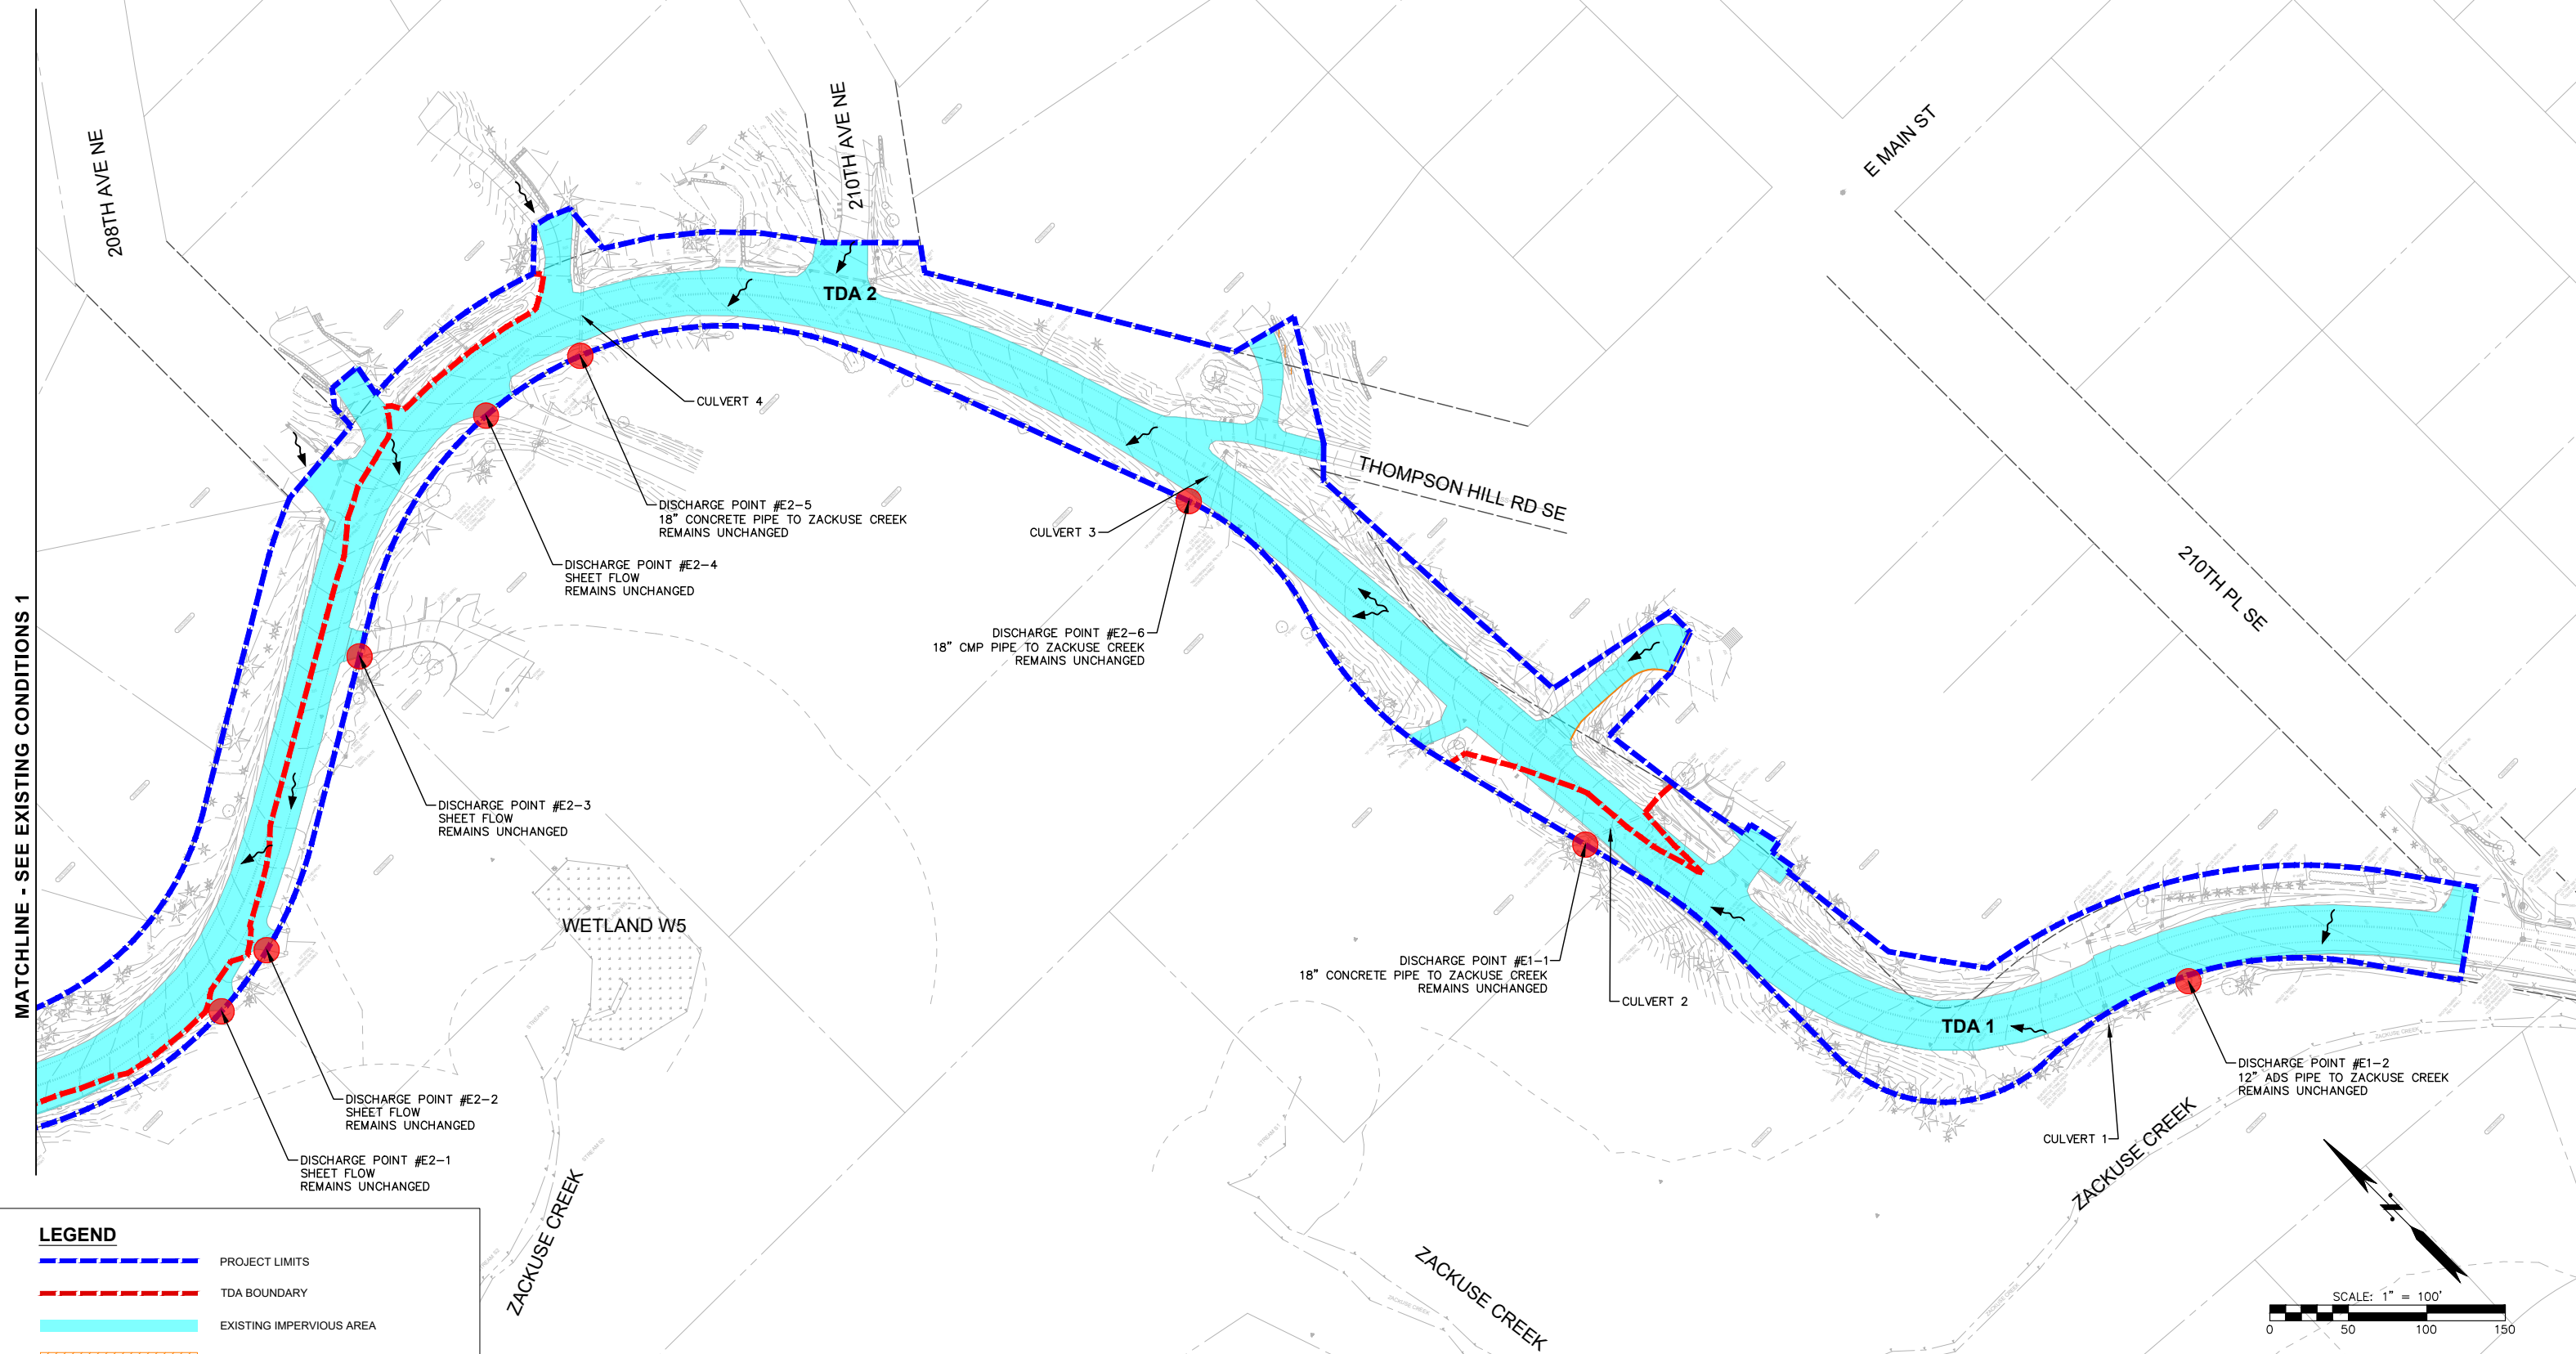 208TH AVE NE
210TH AVE NE
E MAIN ST
TDA 2
CULVERT 4
THOMPSON HILL RD SE
DISCHARGE POINT #E2-5
18" CONCRETE PIPE TO ZACKUSE CREEK
REMAINS UNCHANGED
CULVERT 3
210TH PL SE
DISCHARGE POINT #E2-4
SHEET FLOW
REMAINS UNCHANGED
DISCHARGE POINT #E2-6
18" CMP PIPE TO ZACKUSE CREEK
REMAINS UNCHANGED
MATCHLINE - SEE EXISTING CONDITIONS 1
DISCHARGE POINT #E2-3
SHEET FLOW
REMAINS UNCHANGED
WETLAND W5
DISCHARGE POINT #E1-1
18" CONCRETE PIPE TO ZACKUSE CREEK
REMAINS UNCHANGED
CULVERT 2
TDA 1
DISCHARGE POINT #E1-2
12" ADS PIPE TO ZACKUSE CREEK
REMAINS UNCHANGED
DISCHARGE POINT #E2-2
SHEET FLOW
REMAINS UNCHANGED
CULVERT 1
ZACKUSE CREEK
DISCHARGE POINT #E2-1
SHEET FLOW
REMAINS UNCHANGED
ZACKUSE CREEK
ZACKUSE CREEK
LEGEND
PROJECT LIMITS
TDA BOUNDARY
EXISTING IMPERVIOUS AREA
N
SCALE: 1" = 100'
0 50 100 150